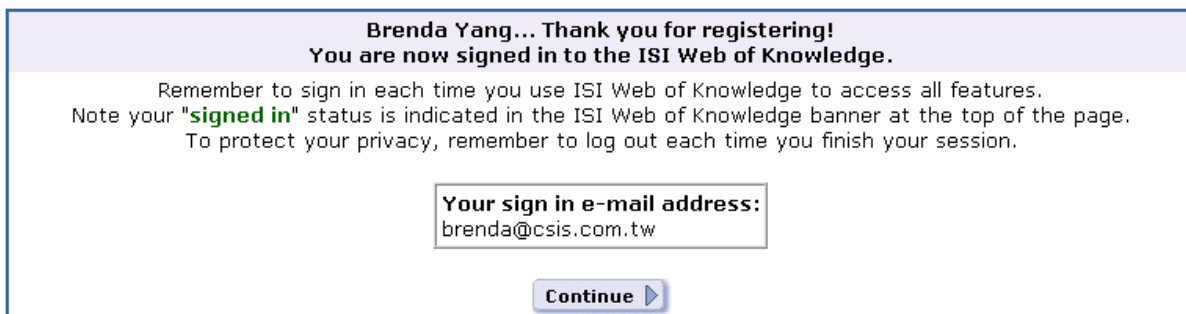 Brenda Yang... Thank you for registering!
You are now signed in to the ISI Web of Knowledge.
Remember to sign in each time you use ISI Web of Knowledge to access all features.
Note your "signed in" status is indicated in the ISI Web of Knowledge banner at the top of the page.
To protect your privacy, remember to log out each time you finish your session.
Your sign in e-mail address:
brenda@csis.com.tw
Continue